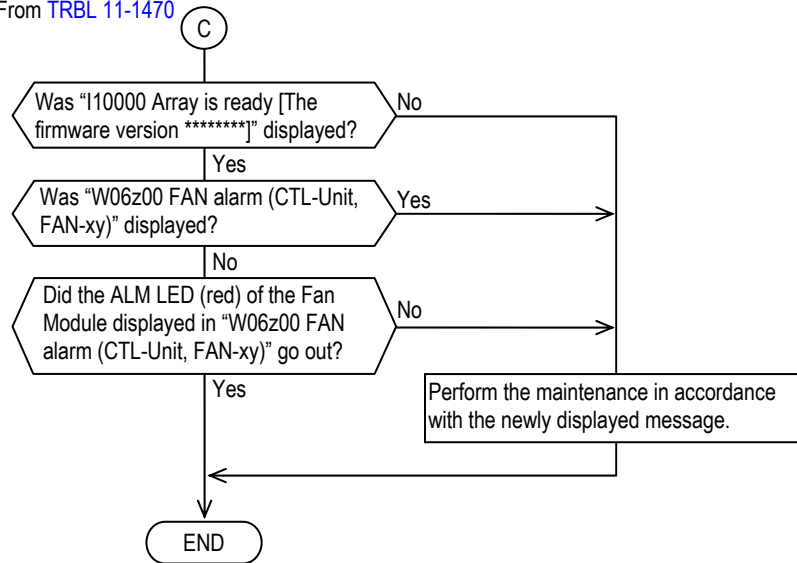 From TRBL 11-1470
C
Was “I10000 Array is ready [The
firmware version ********]” displayed?
No
Yes
Was “W06z00 FAN alarm (CTL-Unit,
FAN-xy)” displayed?
Yes
No
Did the ALM LED (red) of the Fan
Module displayed in “W06z00 FAN
alarm (CTL-Unit, FAN-xy)” go out?
No
Yes
Perform the maintenance in accordance
with the newly displayed message.
END